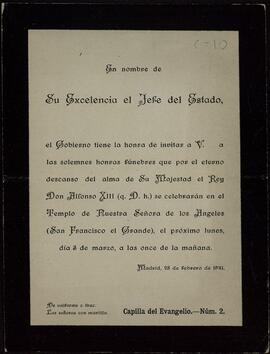 C-10
En nombre de
Su Excelencia el Jefe del Estado,
el Gobierno tiene la honra de invitar a V. a
las solemnes honras fúnebres que por el eterno
descanso del alma de Su Majestad el Rey
Don Alfonso XIII (q. D. h.) se celebrarán en el
Templo de Nuestra Señora de los Angeles
(San Francisco el Grande), el próximo lunes,
día 3 de marzo, a las once de la mañana.
Madrid, 28 de febrero de 1941.
De uniforme o frac.
Las señoras con mantilla.
Capilla del Evangelio.—Núm. 2.